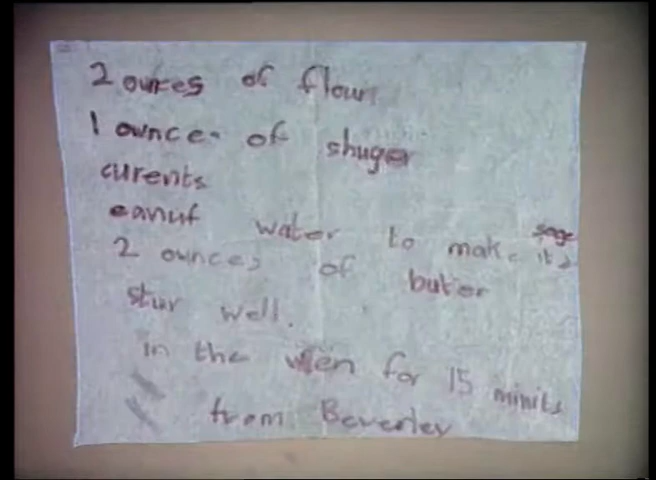 2 ounces of flour
1 ounce of shuger
curents
eanuf water to make it
2 ounces of buter
stur well.
in the
for 15 minits
from Beverley